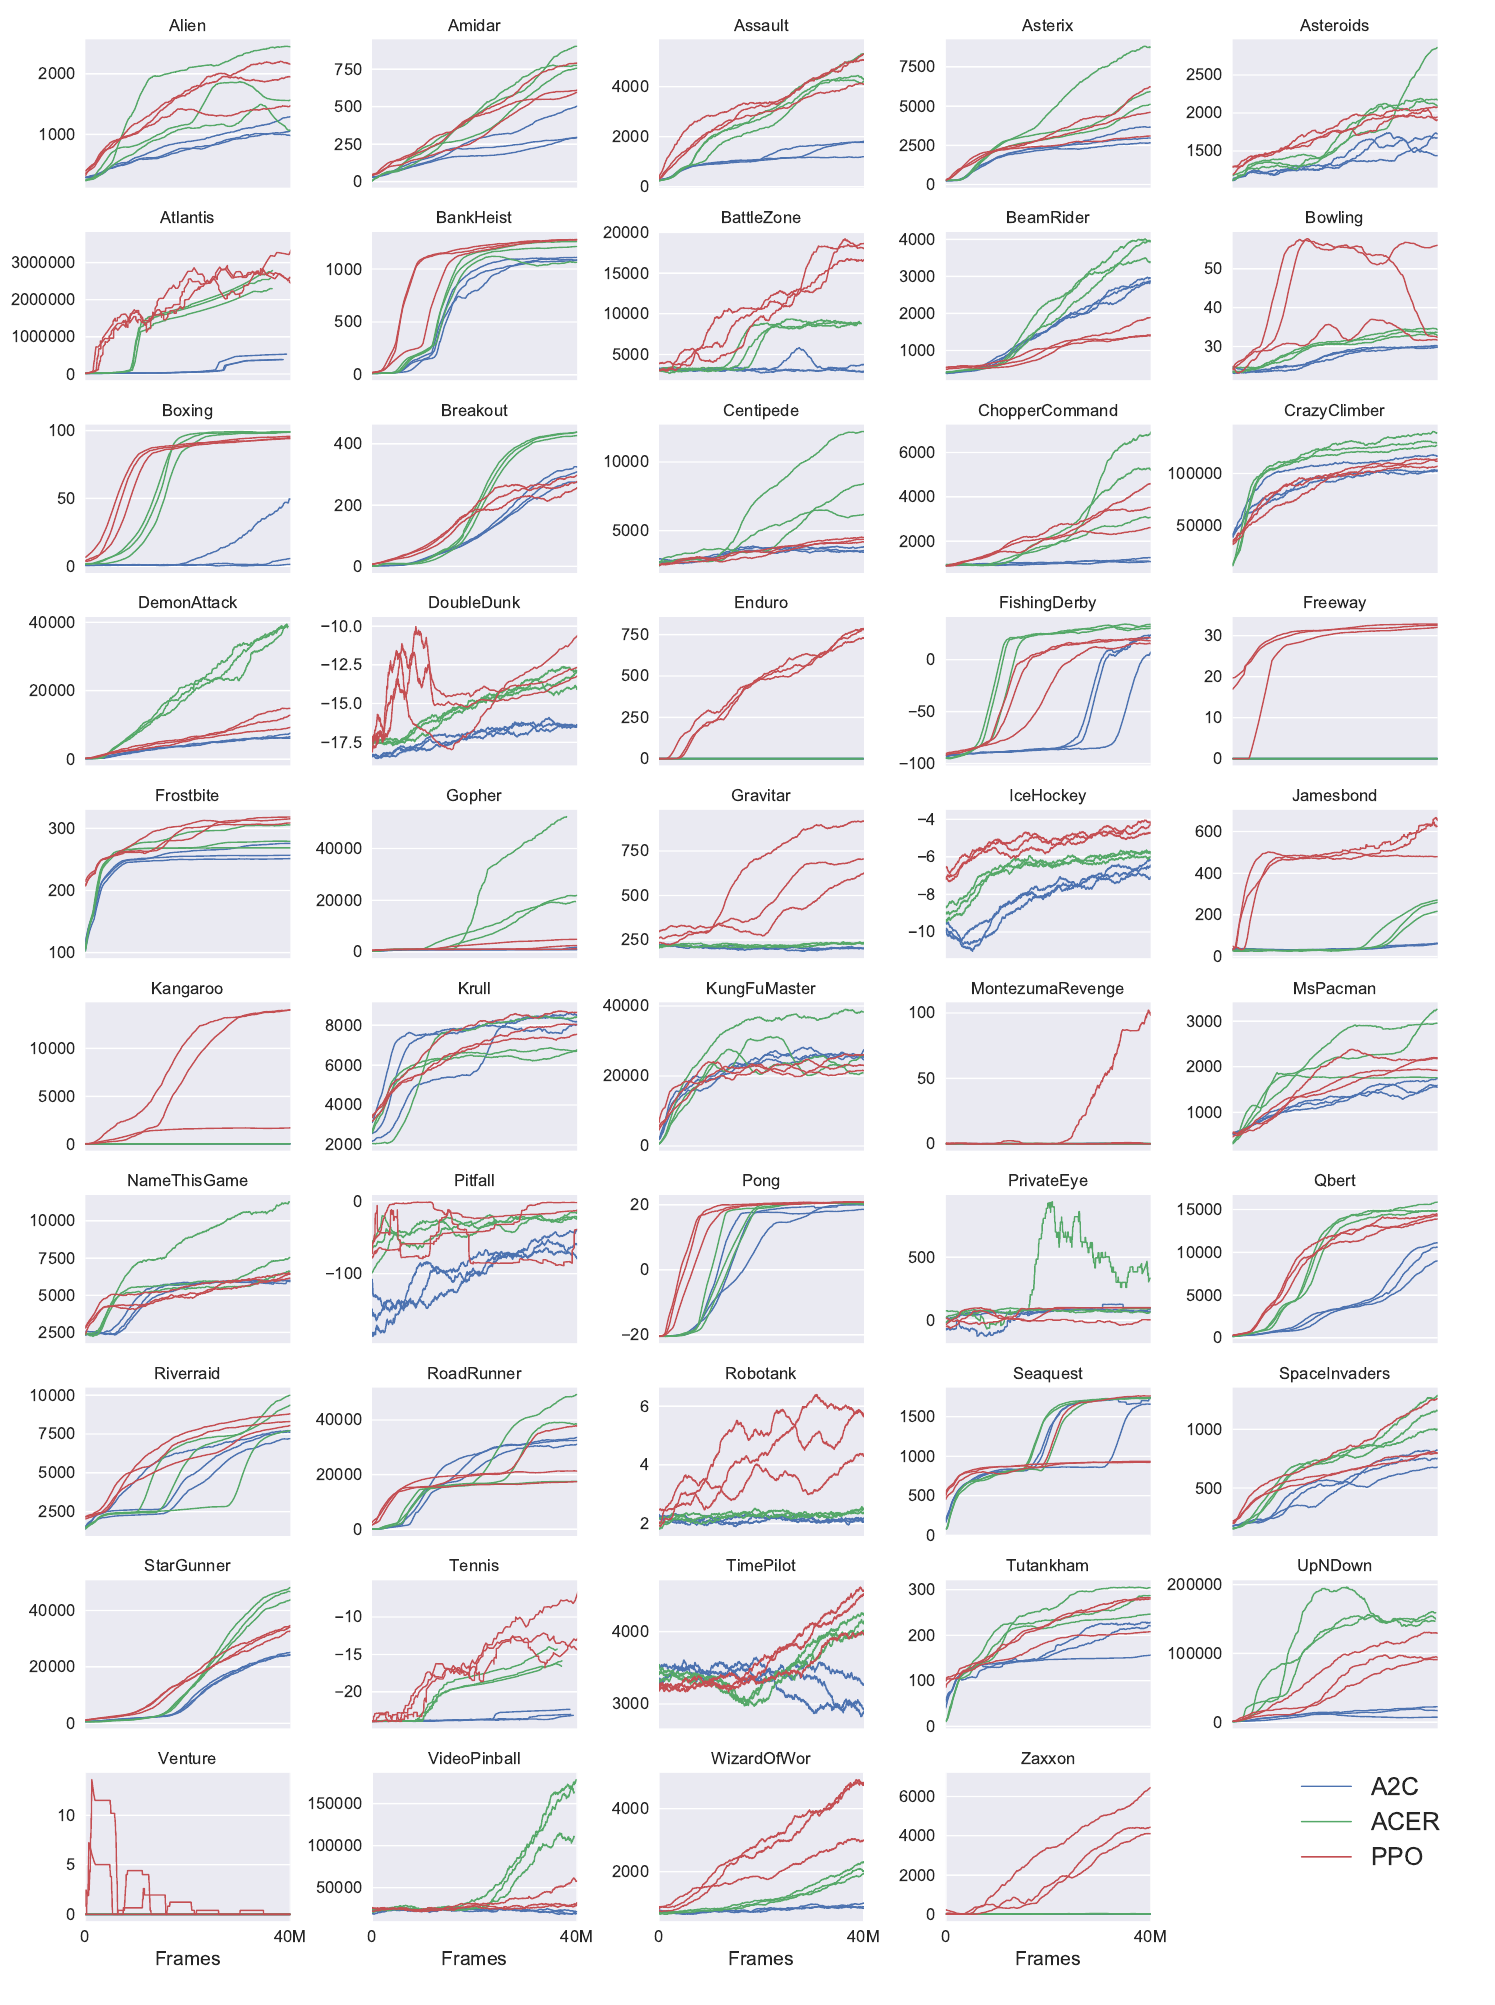 Alien Amidar Assault Asterix Asteroids
2000 1000
750 500 250 0
4000 2000 0
7500 5000 2500 0
2500 2000 1500
Atlantis BankHeist BattleZone BeamRider Bowling
3000000 2000000 1000000 0
1000 500 0
20000 15000 10000 5000
4000 3000 2000 1000
50 40 30
Boxing Breakout Centipede ChopperCommand CrazyClimber
100 50 0
400 200 0
10000 5000
6000 4000 2000
100000 50000
DemonAttack DoubleDunk Enduro FishingDerby Freeway
40000 20000 0
−10.0 −12.5 −15.0 −17.5
750 500 250 0
0 −50 −100
30 20 10 0
Frostbite Gopher Gravitar IceHockey Jamesbond
300 200 100
40000 20000 0
750 500 250
−4 −6 −8 −10
600 400 200 0
Kangaroo Krull KungFuMaster MontezumaRevenge MsPacman
10000 5000 0
8000 6000 4000 2000
40000 20000 0
100 50 0
3000 2000 1000
NameThisGame Pitfall Pong PrivateEye Qbert
10000 7500 5000 2500
0 −100
20 0 −20
500 0
15000 10000 5000 0
Riverraid RoadRunner Robotank Seaquest SpaceInvaders
10000 7500 5000 2500
40000 20000 0
6 4 2
1500 1000 500 0
1000 500
StarGunner Tennis TimePilot Tutankham UpNDown
40000 20000 0
−10 −15 −20
4000 3000
300 200 100 0
200000 100000 0
Venture VideoPinball WizardOfWor Zaxxon
10 5 0
150000 100000 50000
4000 2000
6000 4000 2000 0
0 40M 0 40M 0 40M 0 40M
Frames Frames Frames Frames
A2C
ACER
PPO